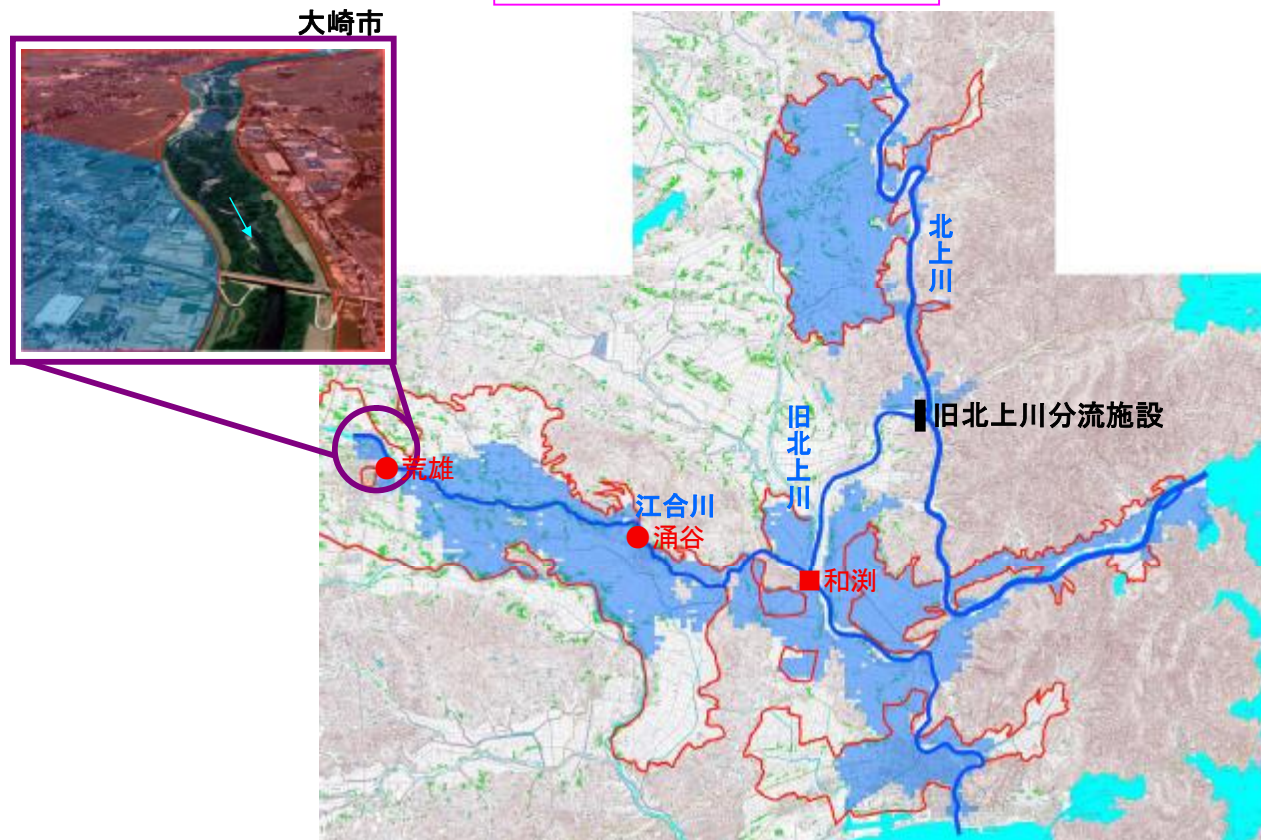 大崎市
北上川
旧北上川分流施設
旧北上川
荒雄
江合川
涌谷
和渕